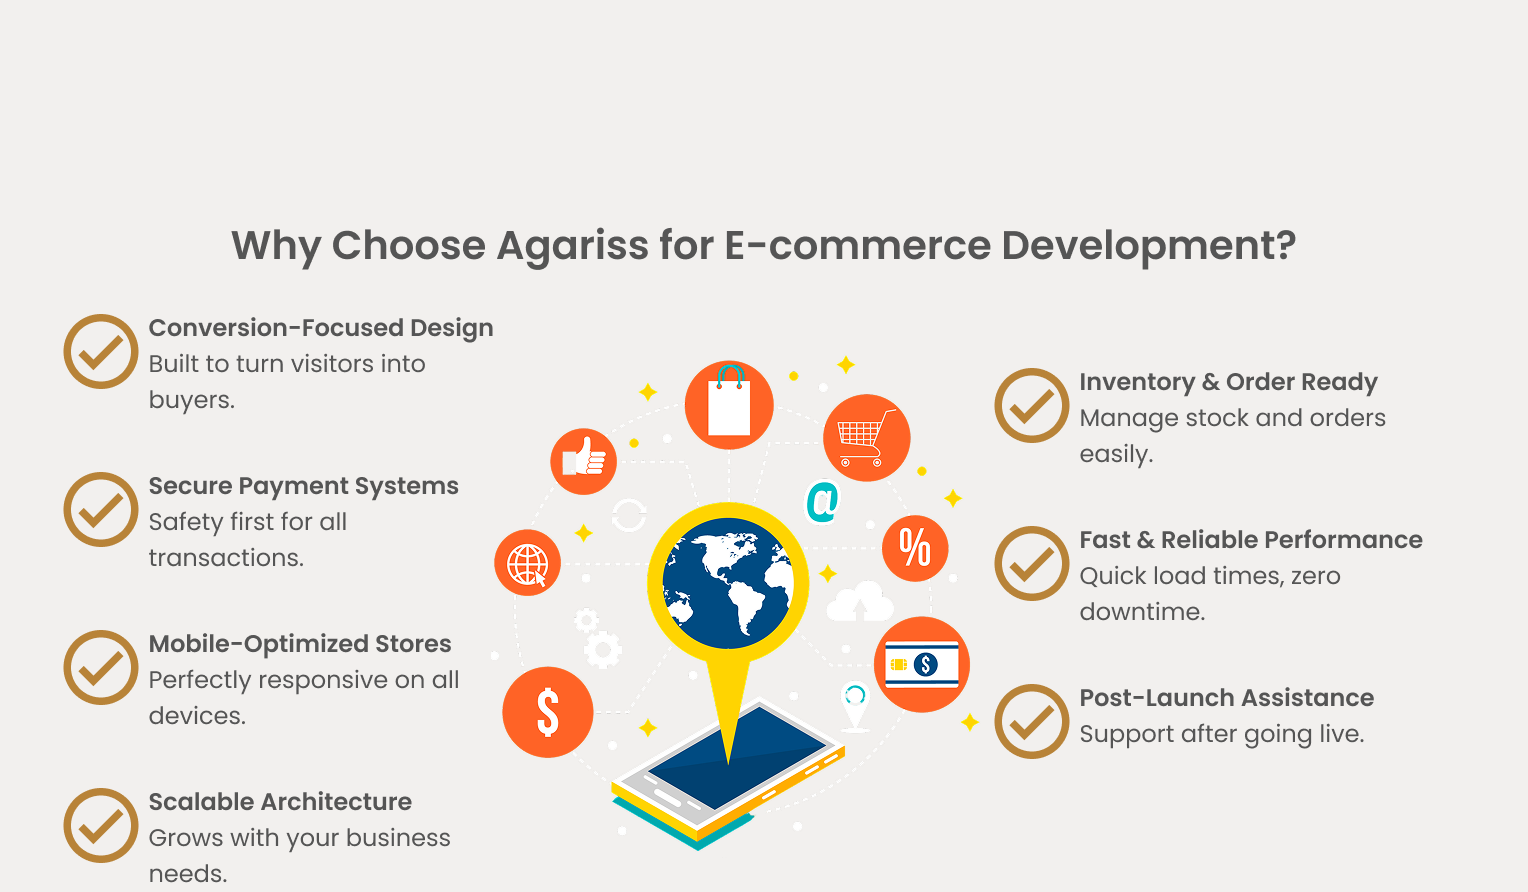 Why Choose Agariss for E-commerce Development?
Conversion-Focused Design
Built to turn visitors into
buyers.
Secure Payment Systems
Safety first for all
transactions.
Mobile-Optimized Stores
Perfectly responsive on all
devices.
Scalable Architecture
Grows with your business
needs.
@
%
$
$
Inventory & Order Ready
Manage stock and orders
easily.
Fast & Reliable Performance
Quick load times, zero
downtime.
Post-Launch Assistance
Support after going live.